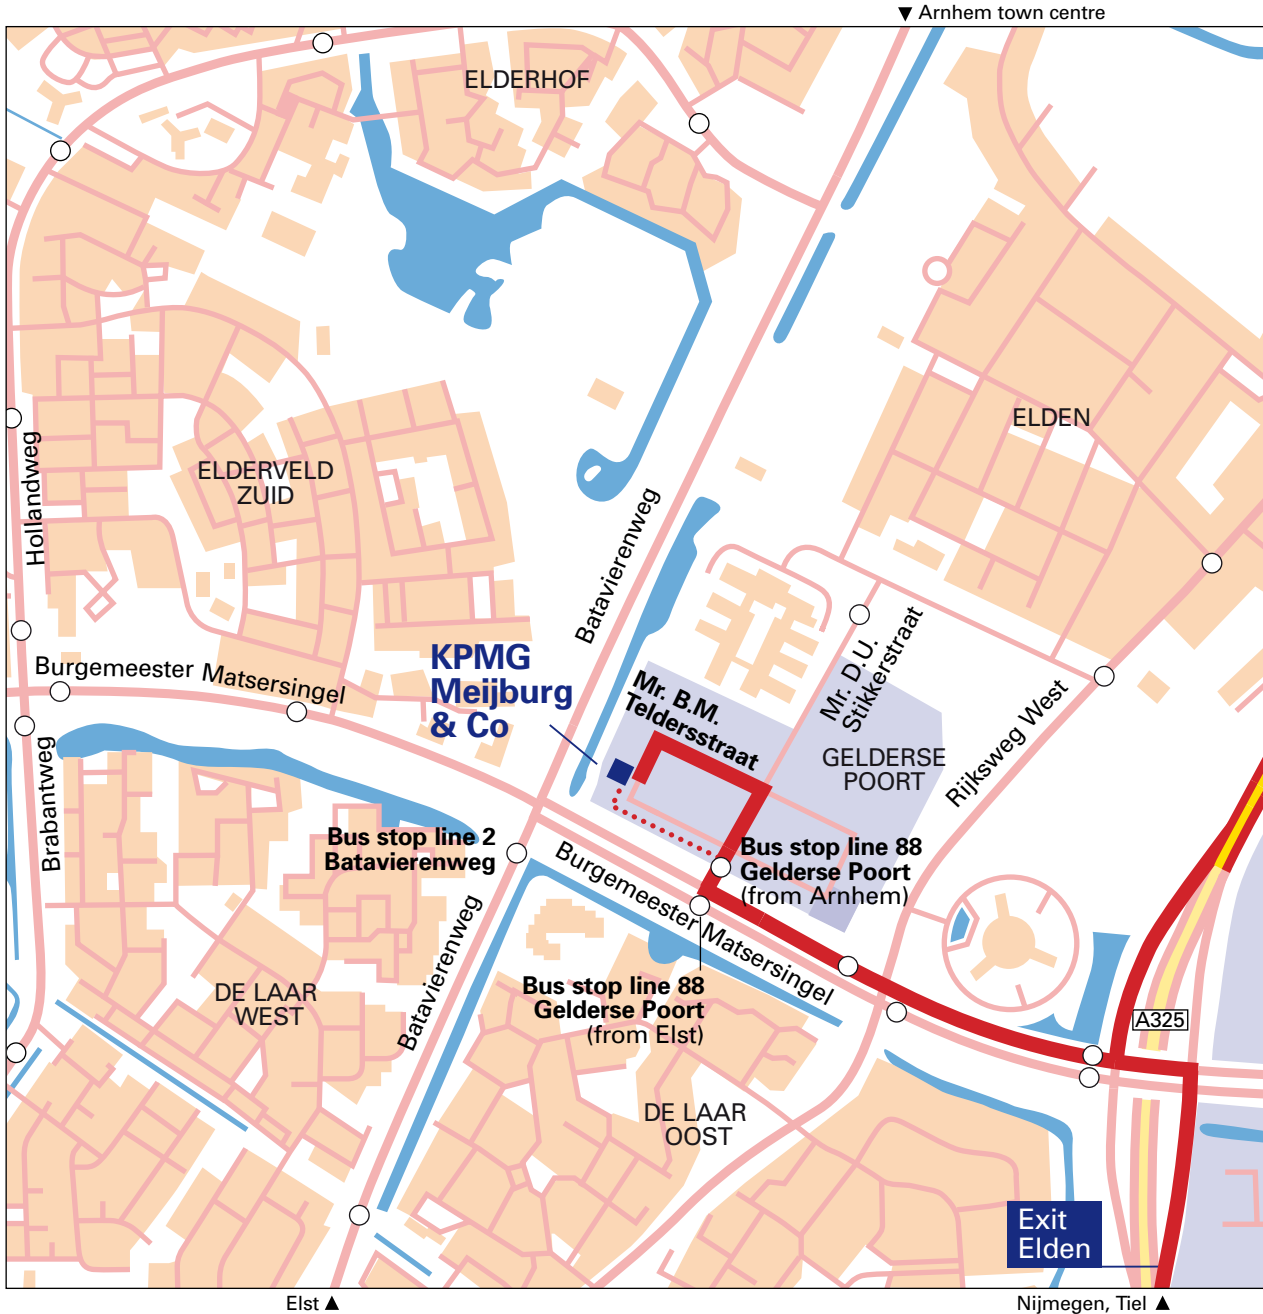 ▼ Arnhem town centre
ELDERHOF
ELDEN
ELDERVELD
ZUID
Hollandweg
Batavierenweg
Burgemeester Matsersingel
KPMG
Meijburg
& Co
Mr. B.M.
Teldersstraat
Mr. D.U.
Stikkerstraat
GELDERSE
POORT
Rijksweg West
Brabantweg
Bus stop line 2
Batavierenweg
Bus stop line 88
Gelderse Poort
(from Arnhem)
Burgemeester Matsersingel
Batavierenweg
Bus stop line 88
Gelderse Poort
(from Elst)
DE LAAR
WEST
A325
DE LAAR
OOST
Exit
Elden
Elst ▲
Nijmegen, Tiel ▲